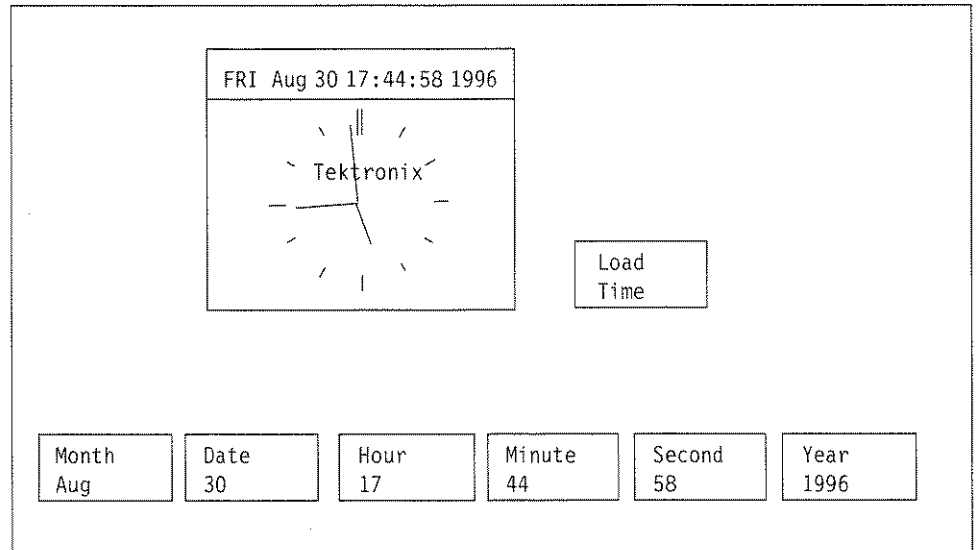 FRI Aug 30 17:44:58 1996
Tektronix
Load
Time
Month
Aug
Date
30
Hour
17
Minute
44
Second
58
Year
1996